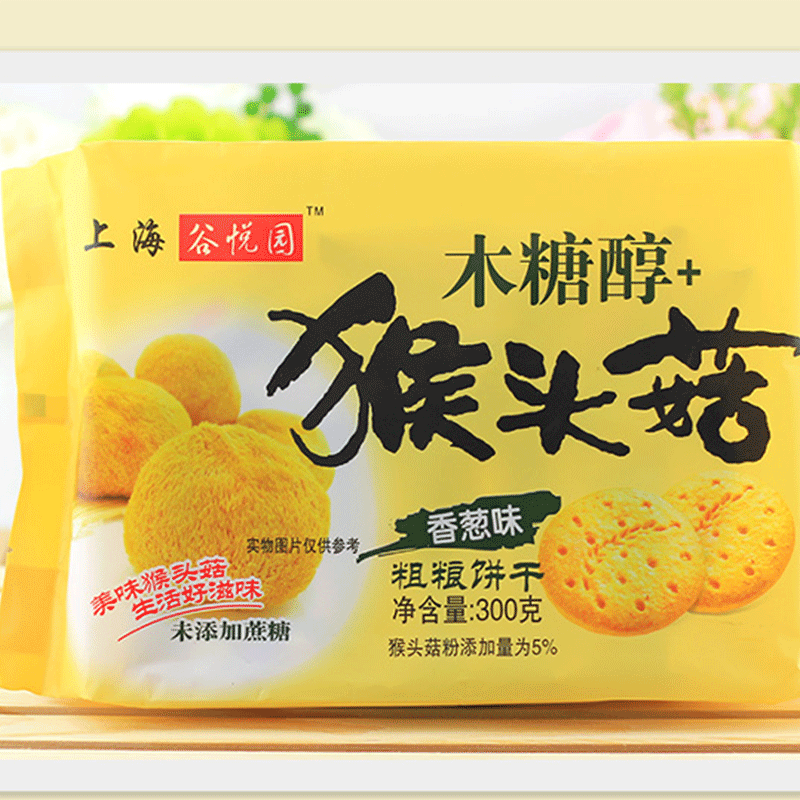 上海 谷悦园 TM
木糖醇+
猴头菇
香葱味
粗粮饼干
净含量:300克
猴头菇粉添加量为5%
实物图片仅供参考
美味猴头菇
生活好滋味
未添加蔗糖